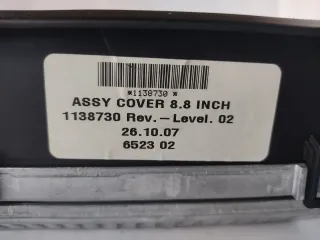 *1138730 *
ASSY COVER 8.8 INCH
1138730 Rev.-Level. 02
26.10.07
6523 02